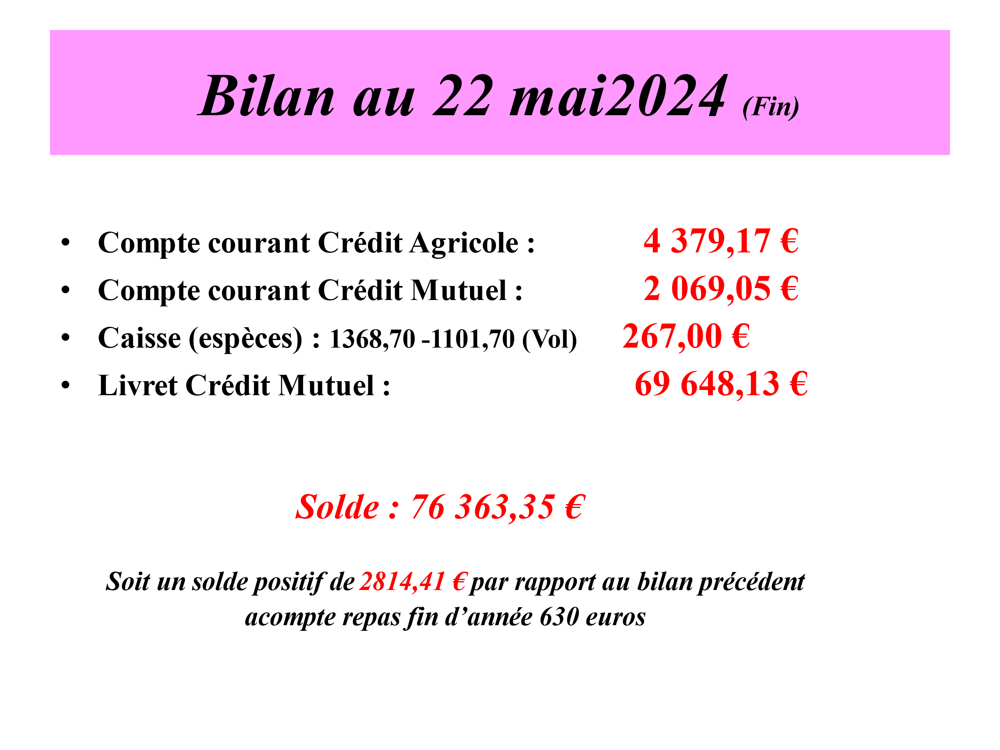 Bilan au 22 mai2024 (Fin)
• Compte courant Crédit Agricole : 4 379,17 €
• Compte courant Crédit Mutuel : 2 069,05 €
• Caisse (espèces) : 1368,70 -1101,70 (Vol) 267,00 €
• Livret Crédit Mutuel : 69 648,13 €
Solde : 76 363,35 €
Soit un solde positif de 2814,41 € par rapport au bilan précédent
acompte repas fin d’année 630 euros